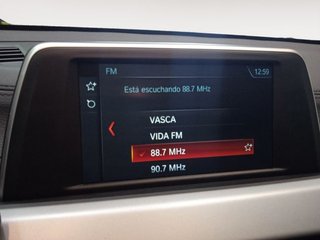 FM
12:59
Está escuchando 88.7 MHz
VASCA
VIDA FM
88.7 MHz
90.7 MHz